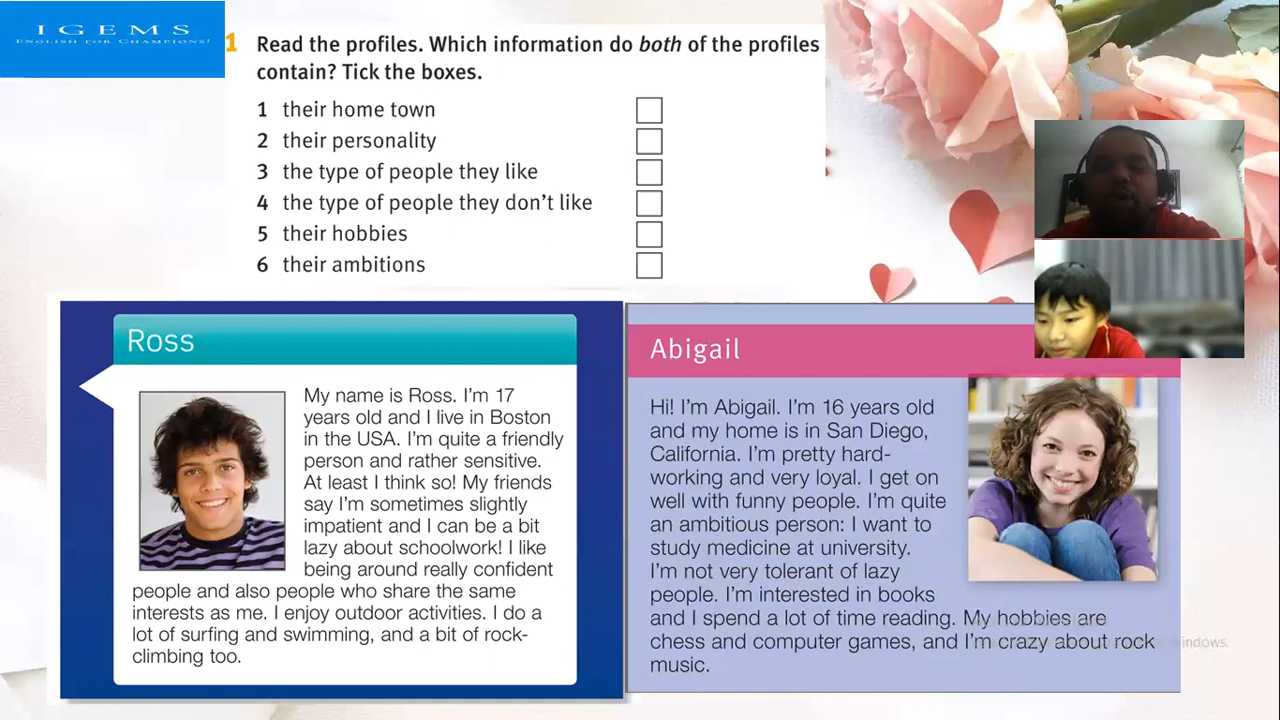 IGEMS
ENGLISH FOR CHAMPIONS!
1 Read the profiles. Which information do both of the profiles
contain? Tick the boxes.
1 their home town
2 their personality
3 the type of people they like
4 the type of people they don't like
5 their hobbies
6 their ambitions
Ross
My name is Ross. I'm 17
years old and I live in Boston
in the USA. I'm quite a friendly
person and rather sensitive.
At least I think so! My friends
say I'm sometimes slightly
impatient and I can be a bit
lazy about schoolwork! I like
being around really confident
people and also people who share the same
interests as me. I enjoy outdoor activities. I do a
lot of surfing and swimming, and a bit of rock-
climbing too.
Abigail
Hi! I'm Abigail. I'm 16 years old
and my home is in San Diego,
California. I'm pretty hard-
working and very loyal. I get on
well with funny people. I'm quite
an ambitious person: I want to
study medicine at university.
I'm not very tolerant of lazy
people. I'm interested in books
and I spend a lot of time reading. My hobbies are
chess and computer games, and I'm crazy about rock
music.
Windows.